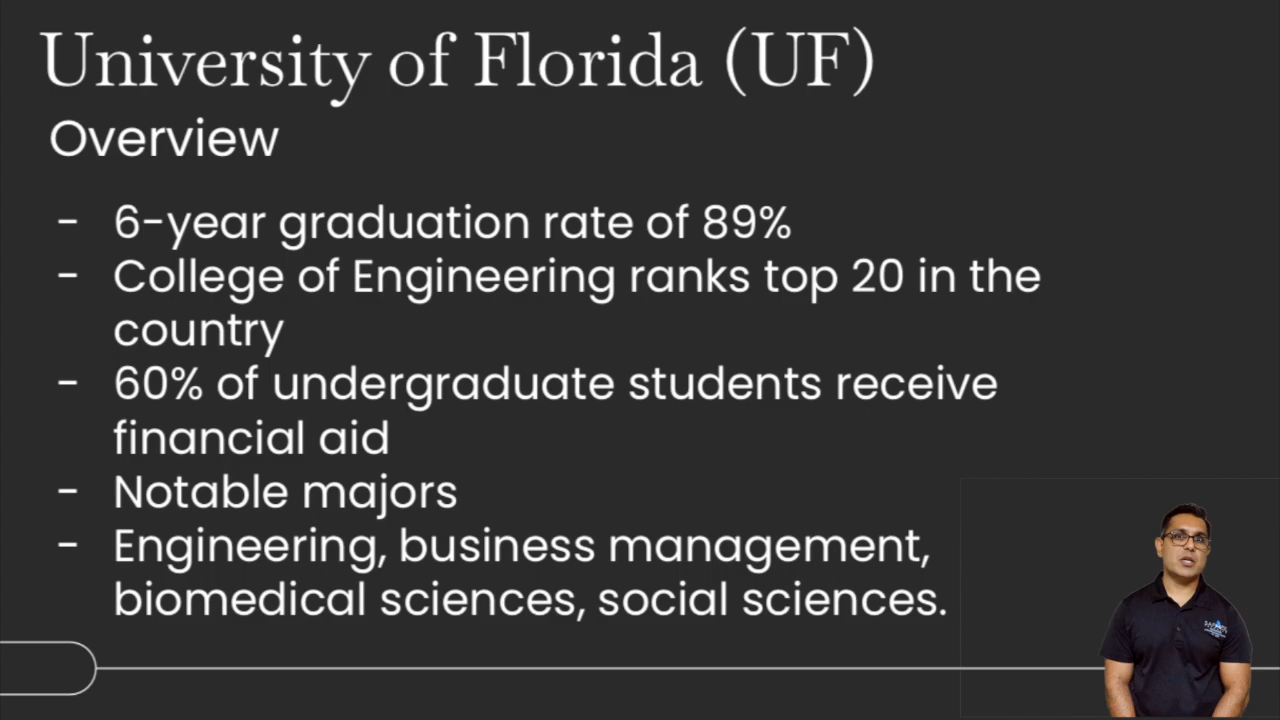 University of Florida (UF)
Overview
- 6-year graduation rate of 89%
- College of Engineering ranks top 20 in the
country
- 60% of undergraduate students receive
financial aid
- Notable majors
- Engineering, business management,
biomedical sciences, social sciences.